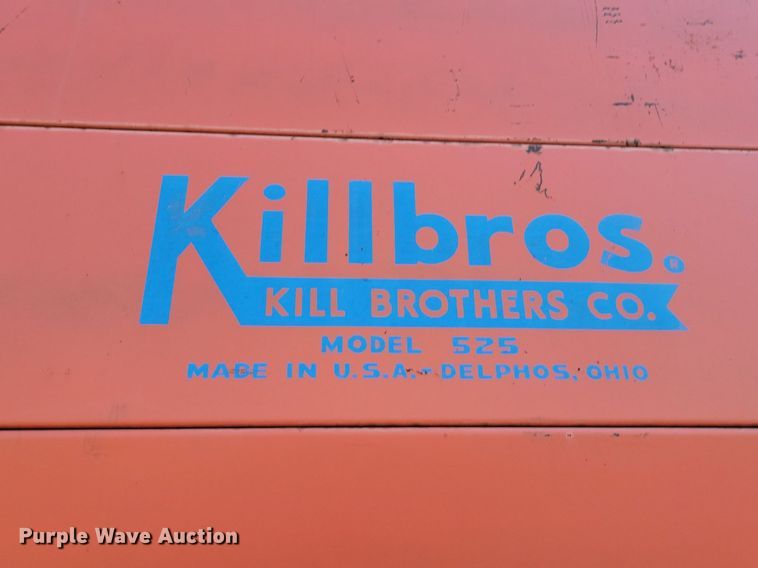 Killbros.®
KILL BROTHERS CO.
MODEL 525
MADE IN U.S.A.-DELPHOS, OHIO
Purple Wave Auction